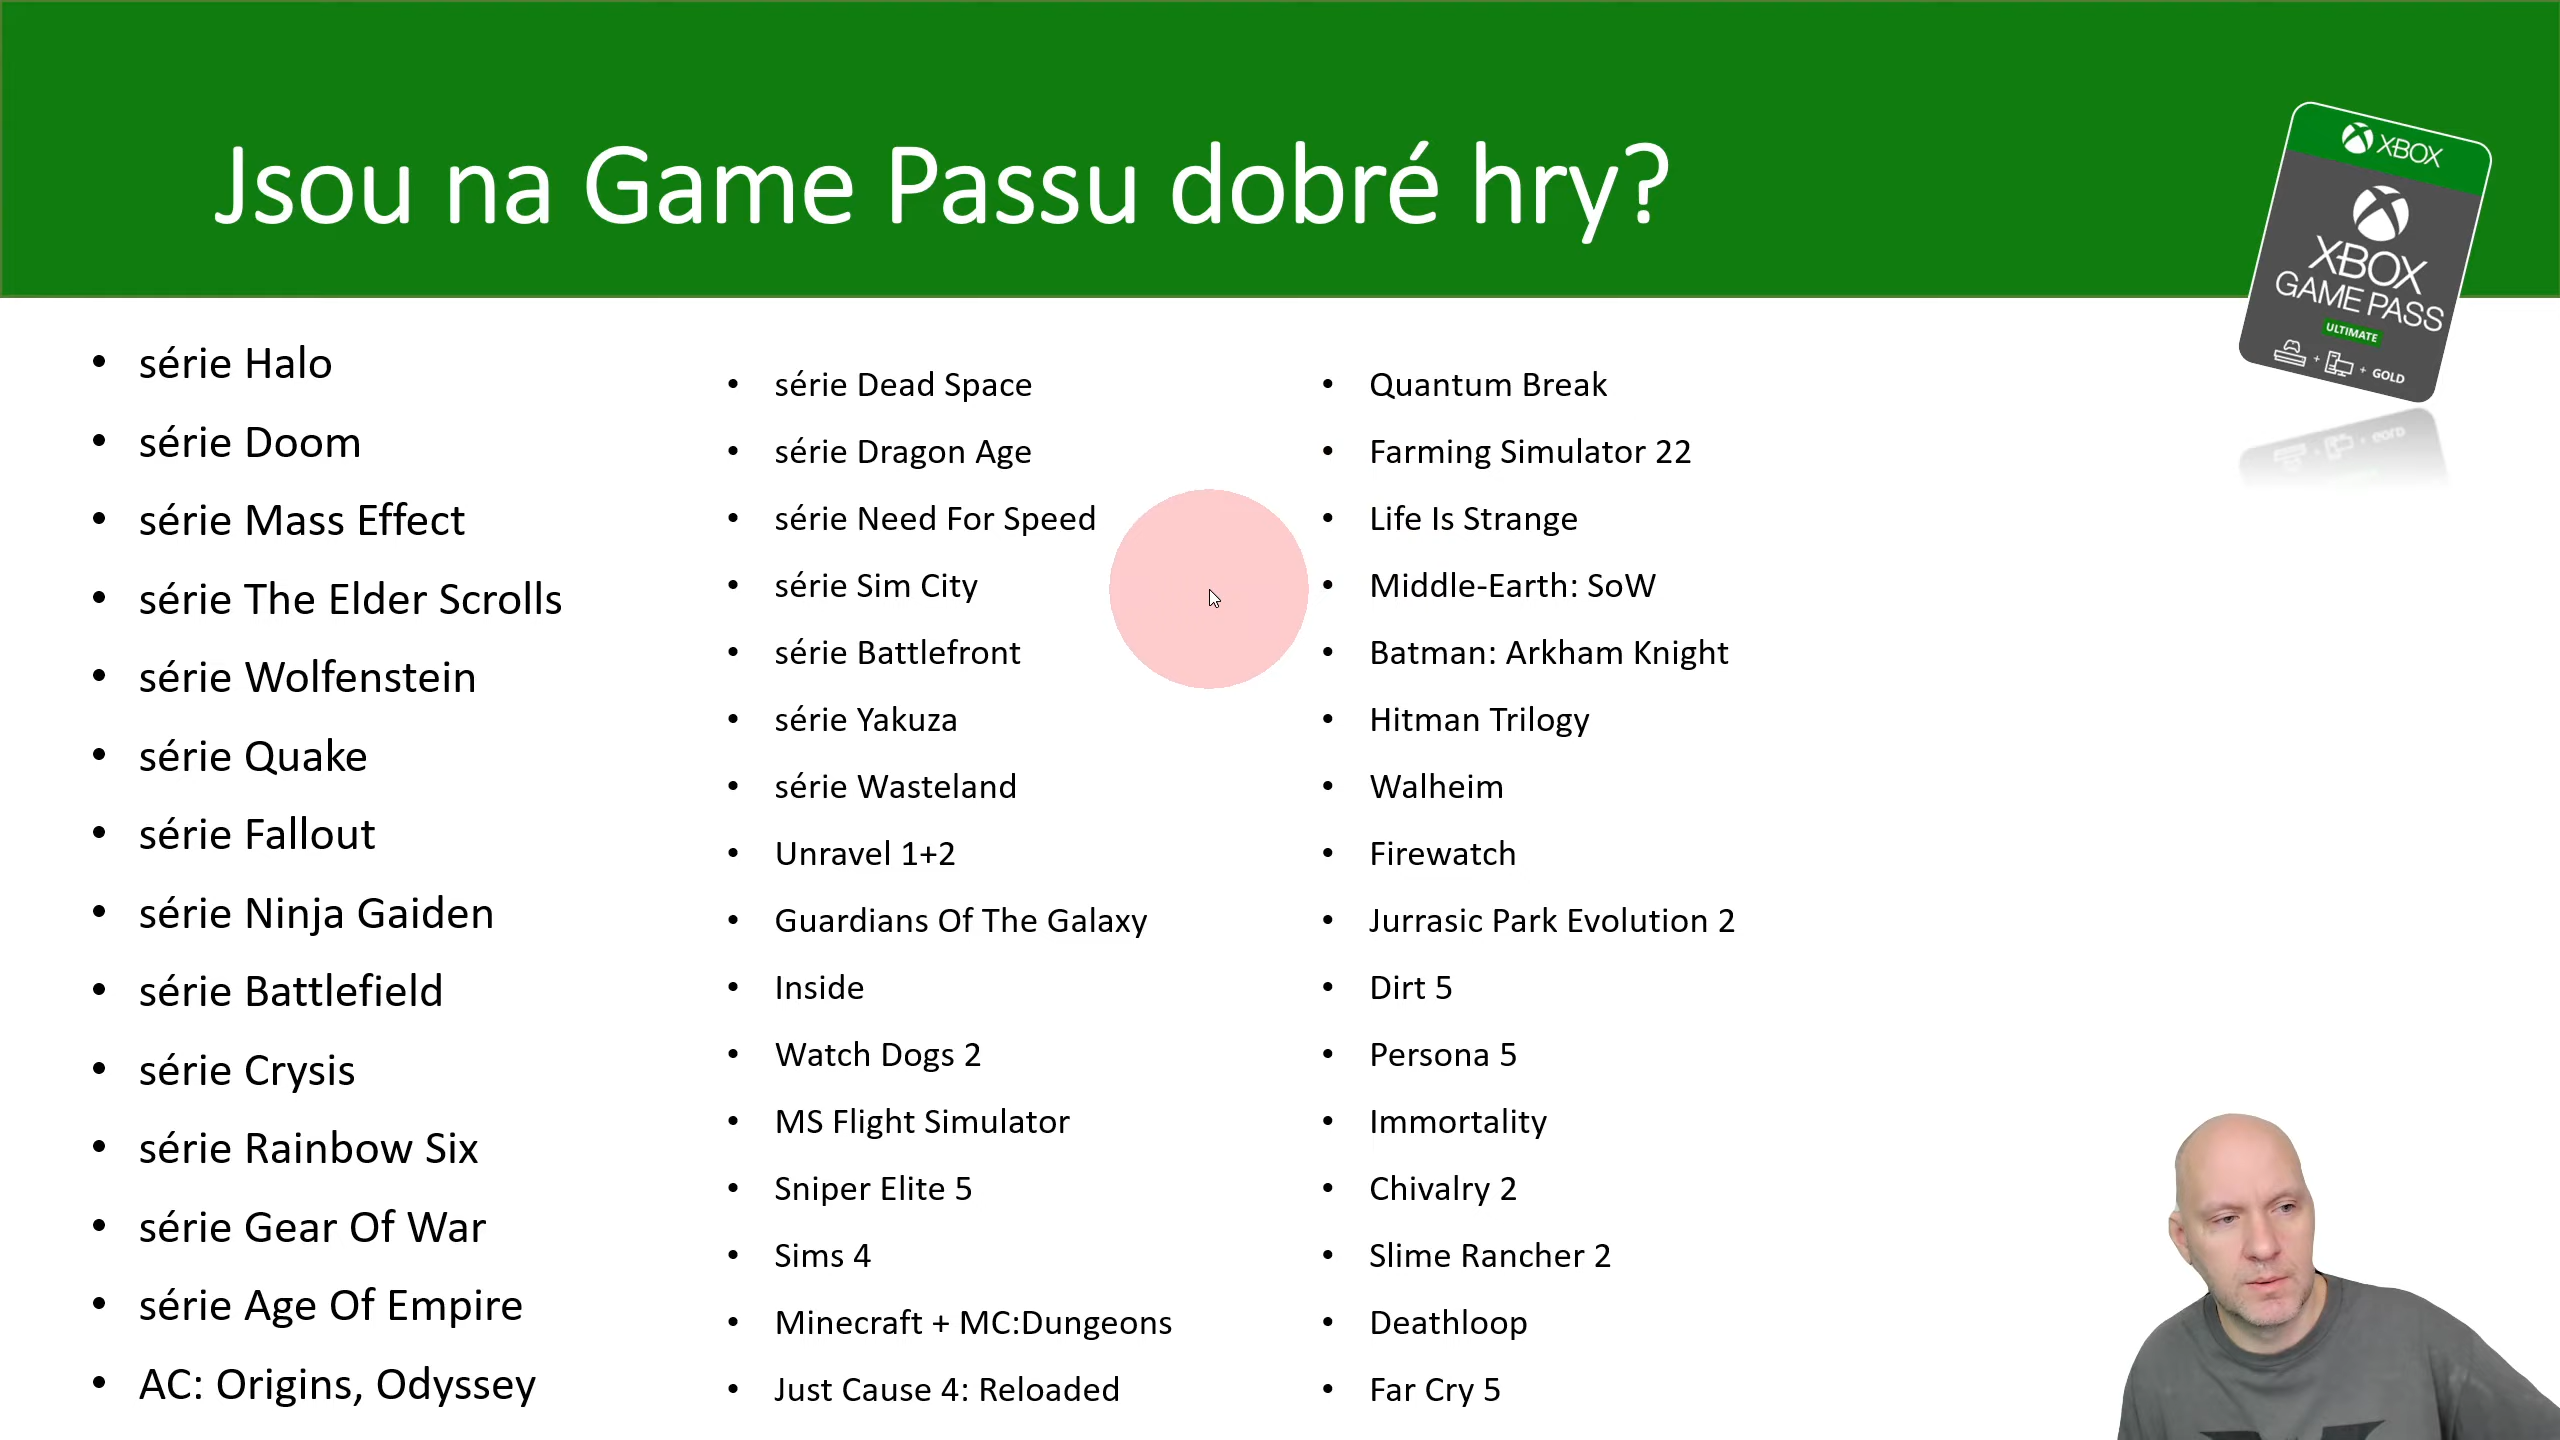 Jsou na Game Passu dobré hry?
XBOX
XBOX
GAME PASS
ULTIMATE
+ + GOLD
• série Halo
• série Doom
• série Mass Effect
• série The Elder Scrolls
• série Wolfenstein
• série Quake
• série Fallout
• série Ninja Gaiden
• série Battlefield
• série Crysis
• série Rainbow Six
• série Gear Of War
• série Age Of Empire
• AC: Origins, Odyssey
• série Dead Space
• série Dragon Age
• série Need For Speed
• série Sim City
• série Battlefront
• série Yakuza
• série Wasteland
• Unravel 1+2
• Guardians Of The Galaxy
• Inside
• Watch Dogs 2
• MS Flight Simulator
• Sniper Elite 5
• Sims 4
• Minecraft + MC:Dungeons
• Just Cause 4: Reloaded
• Quantum Break
• Farming Simulator 22
• Life Is Strange
• Middle-Earth: SoW
• Batman: Arkham Knight
• Hitman Trilogy
• Walheim
• Firewatch
• Jurrasic Park Evolution 2
• Dirt 5
• Persona 5
• Immortality
• Chivalry 2
• Slime Rancher 2
• Deathloop
• Far Cry 5